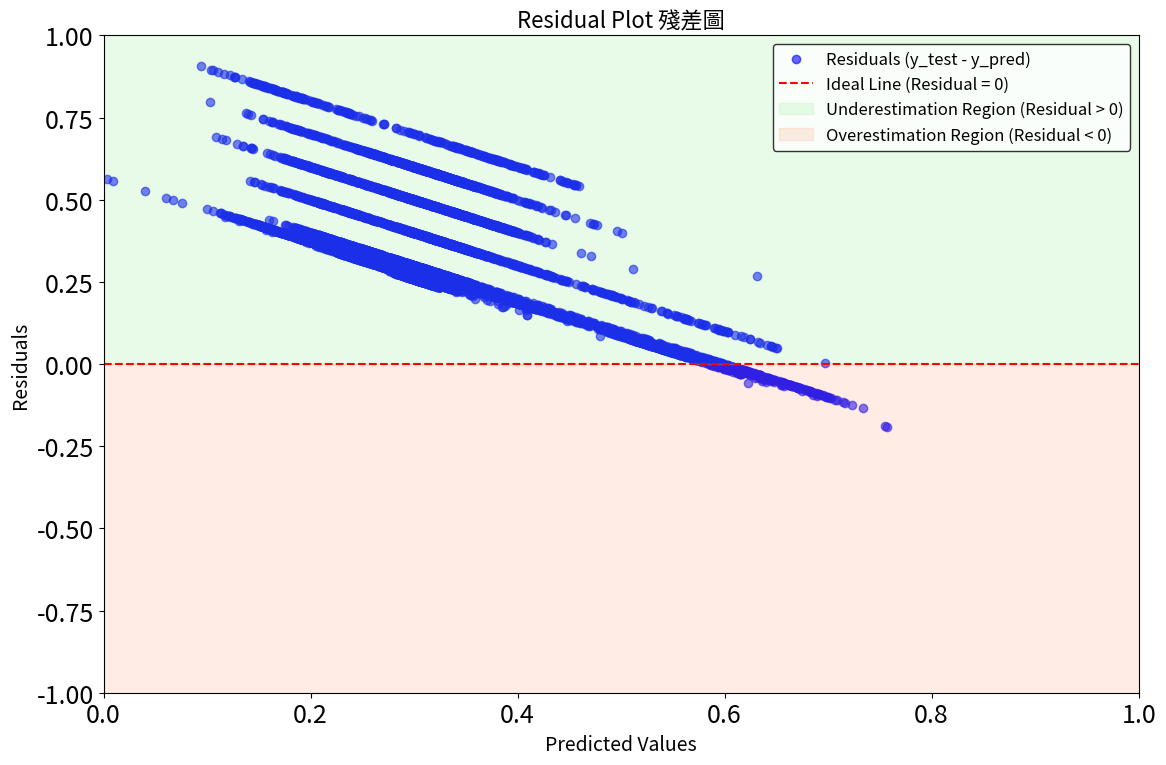 Residual Plot 殘差圖
Residuals (y_test - y_pred)
Ideal Line (Residual = 0)
Underestimation Region (Residual > 0)
Overestimation Region (Residual < 0)
Residuals
1.00
0.75
0.50
0.25
0.00
-0.25
-0.50
-0.75
-1.00
0.0
0.2
0.4
0.6
0.8
1.0
Predicted Values